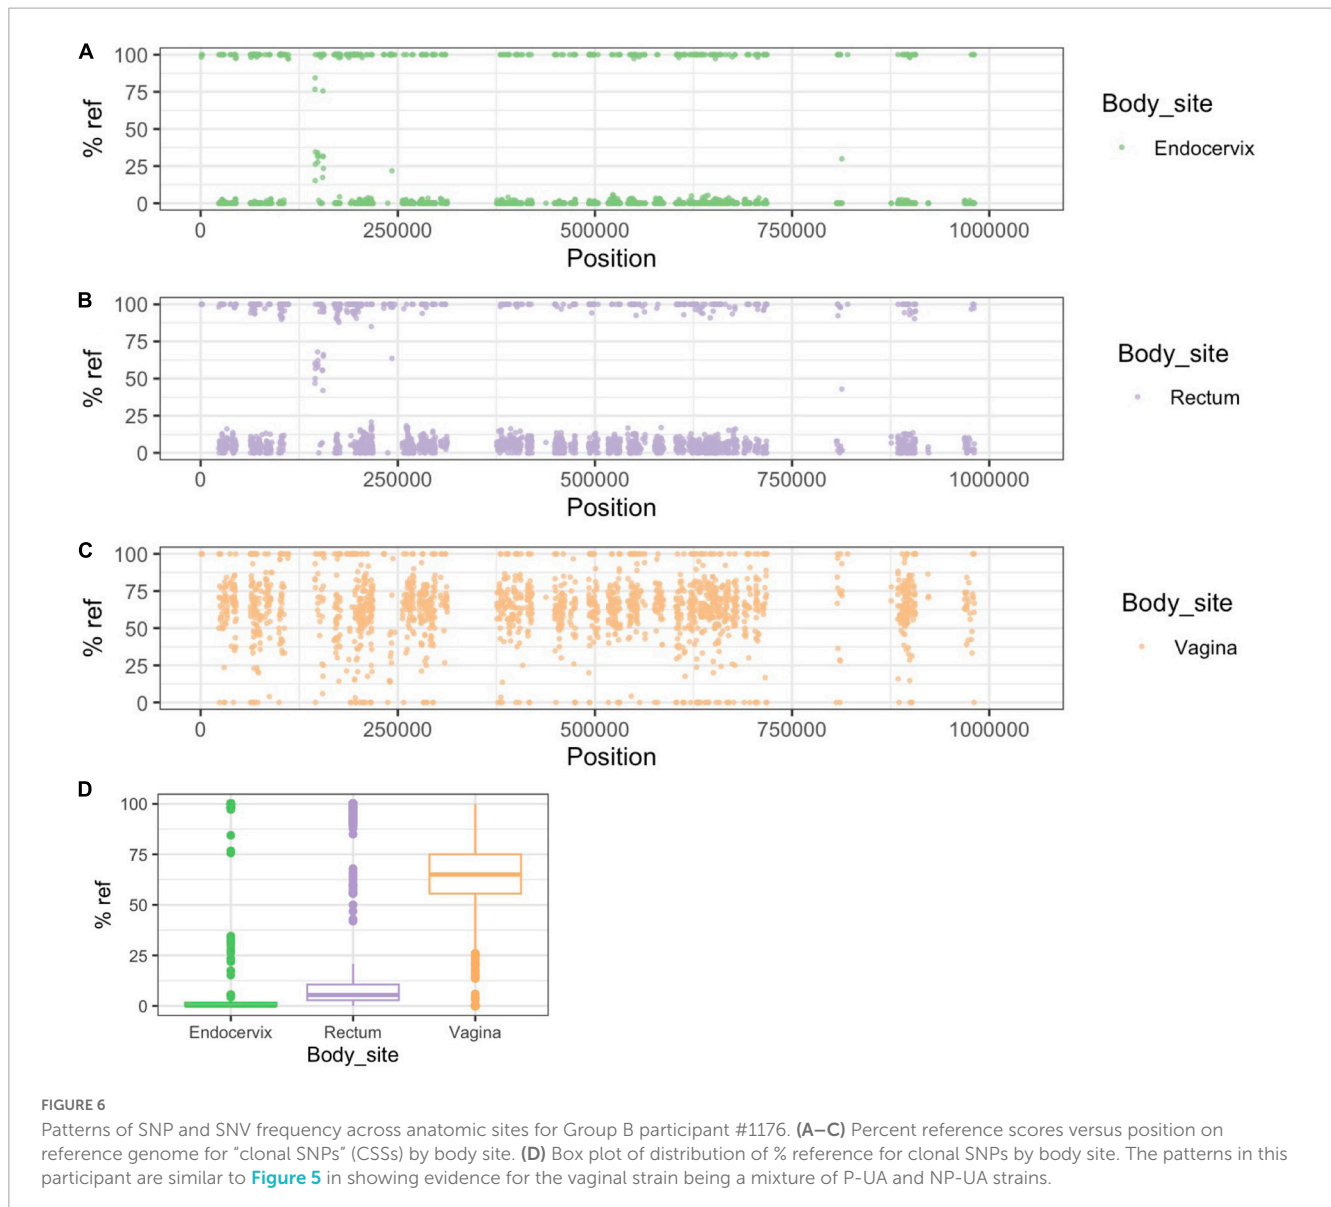 A
100
75
50
25
0
% ref
0 250000 500000 750000 1000000
Position
Body_site
Endocervix
B
100
75
50
25
0
% ref
0 250000 500000 750000 1000000
Position
Body_site
Rectum
C
100
75
50
25
0
% ref
0 250000 500000 750000 1000000
Position
Body_site
Vagina
D
100
75
50
25
0
% ref
Endocervix Rectum Vagina
Body_site
FIGURE 6
Patterns of SNP and SNV frequency across anatomic sites for Group B participant #1176. (A–C) Percent reference scores versus position on
reference genome for "clonal SNPs" (CSSs) by body site. (D) Box plot of distribution of % reference for clonal SNPs by body site. The patterns in this
participant are similar to Figure 5 in showing evidence for the vaginal strain being a mixture of P-UA and NP-UA strains.